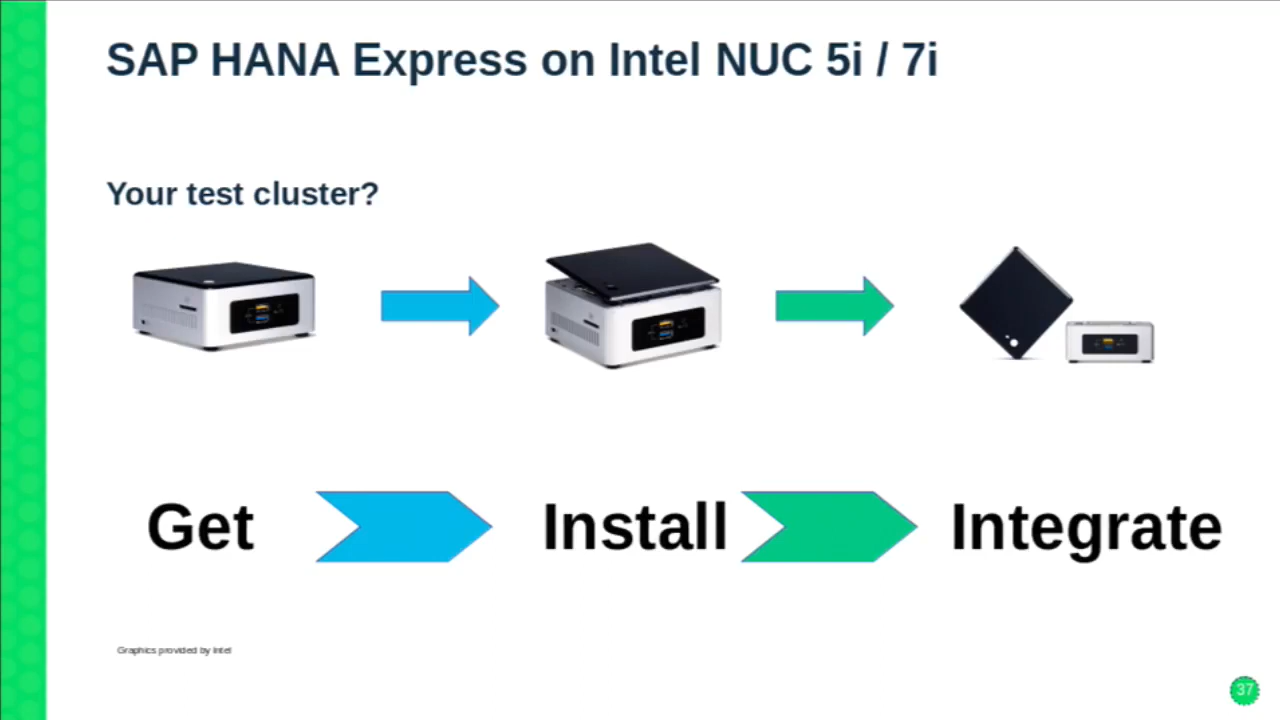 SAP HANA Express on Intel NUC 5i / 7i
Your test cluster?
Get
Install
Integrate
Graphics provided by Intel
37